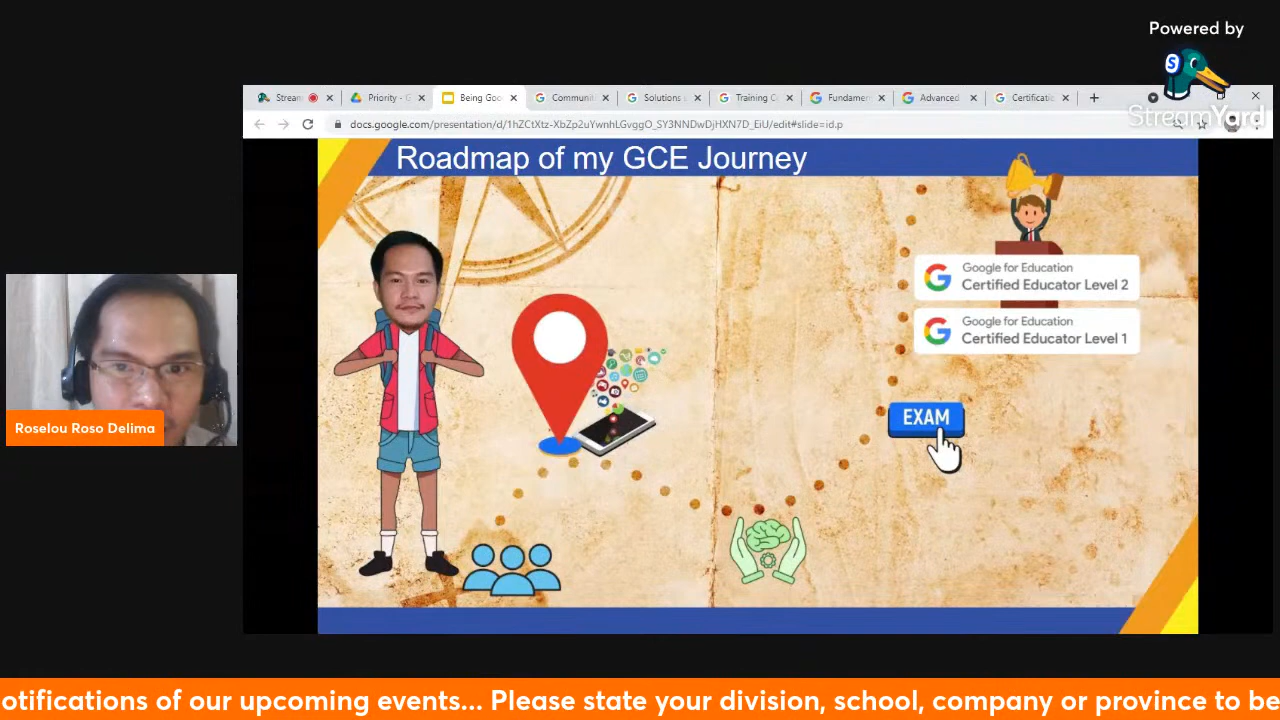 Powered by
S
StreamYard
Stream
Priority - G
Being Goo
Communit
Solutions
Training C
Fundamen
Advanced
Certificatio
docs.google.com/presentation/d/1hZCtXtz-XbZp2uYwnhLGvggO_SY3NNDwDjHXN7D_EiU/edit#slide=id.p
Roadmap of my GCE Journey
Google for Education
Certified Educator Level 2
Google for Education
Certified Educator Level 1
EXAM
Roselou Roso Delima
otifications of our upcoming events... Please state your division, school, company or province to be